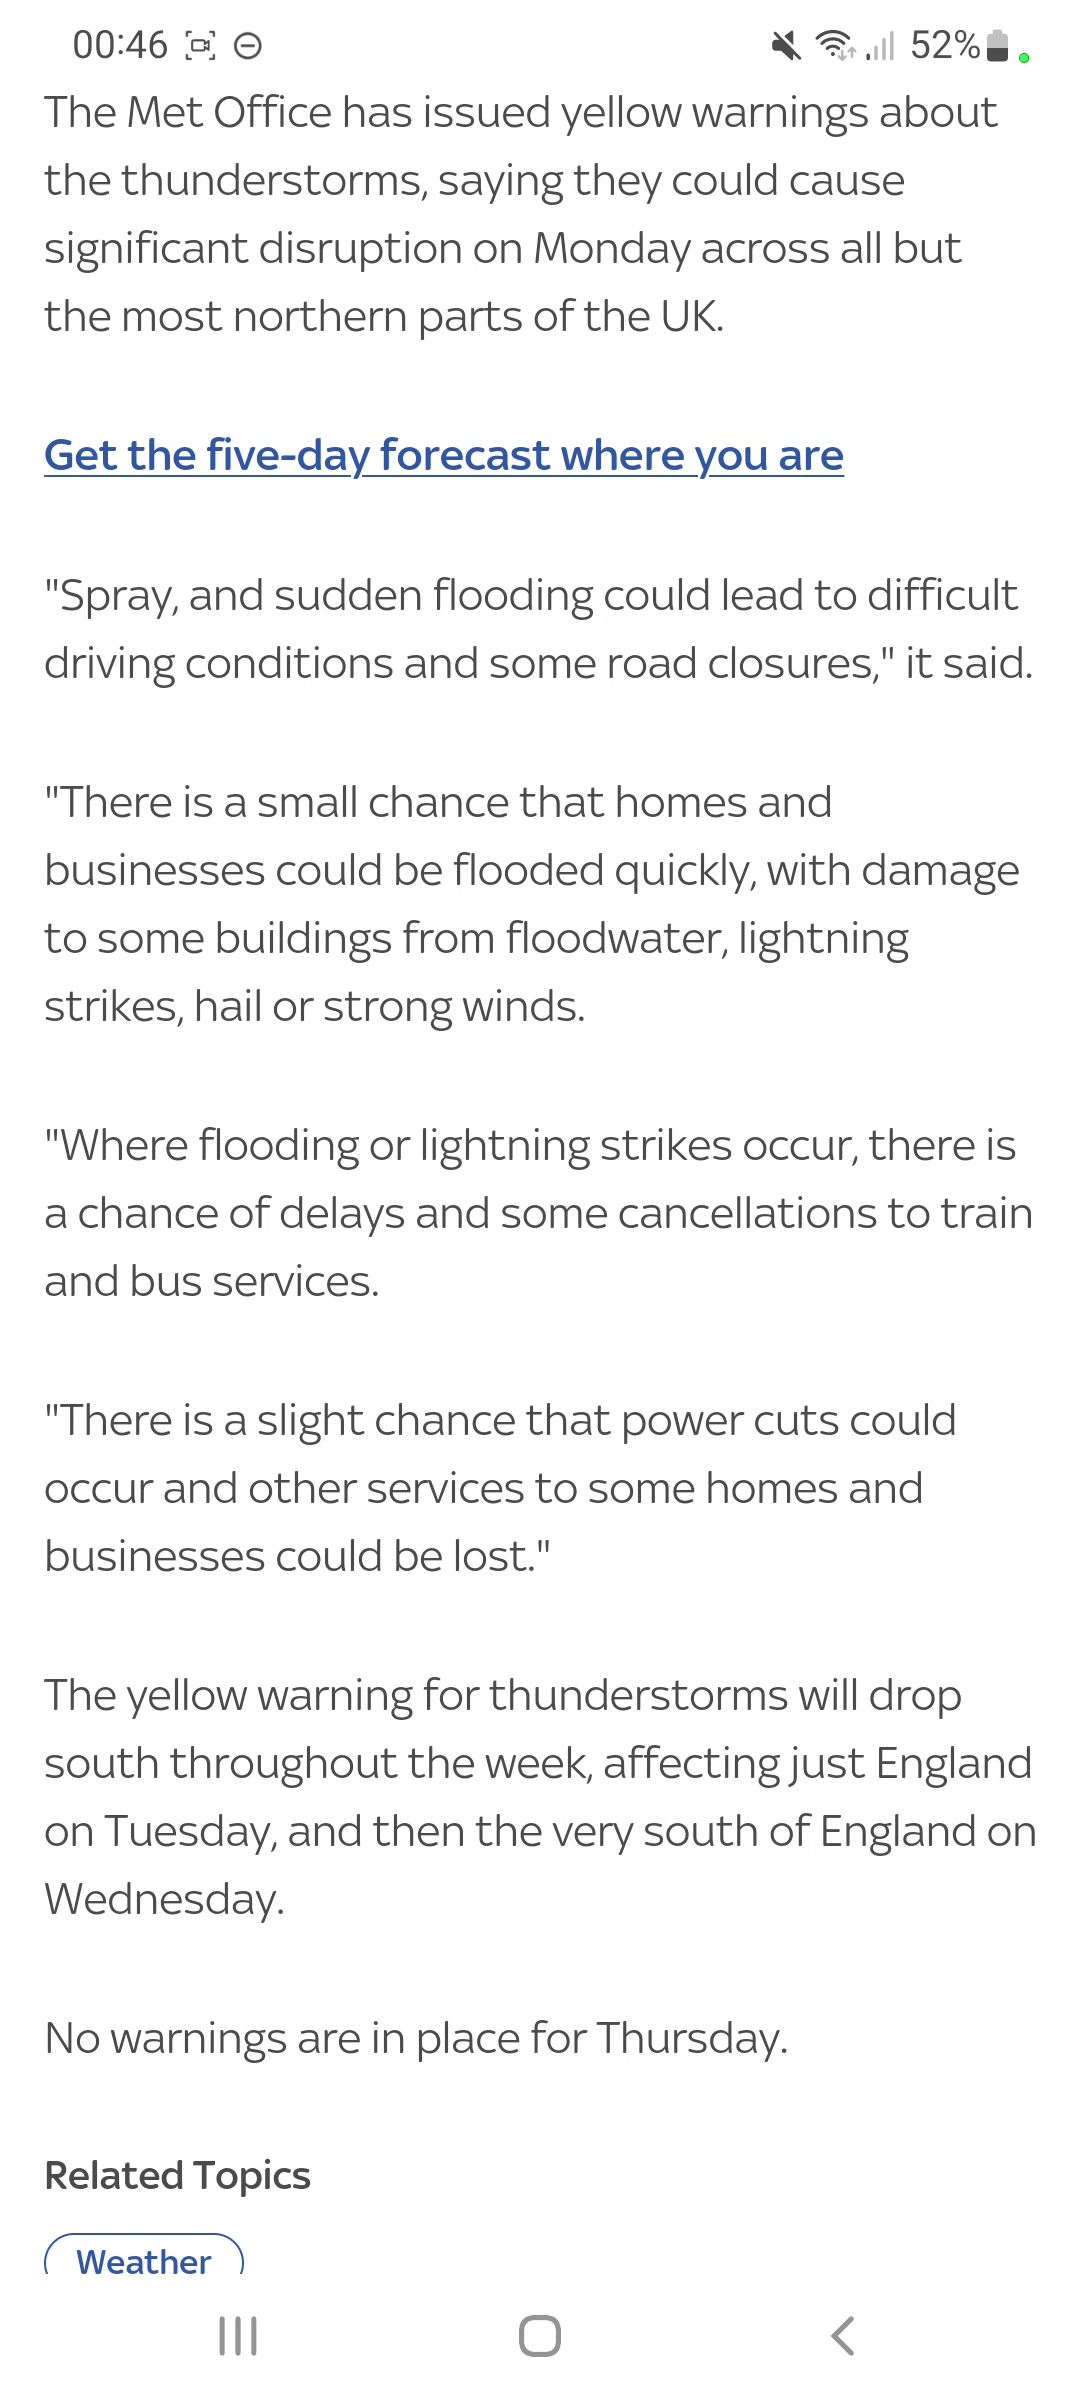 00:46
52%
The Met Office has issued yellow warnings about
the thunderstorms, saying they could cause
significant disruption on Monday across all but
the most northern parts of the UK.
Get the five-day forecast where you are
"Spray, and sudden flooding could lead to difficult
driving conditions and some road closures," it said.
"There is a small chance that homes and
businesses could be flooded quickly, with damage
to some buildings from floodwater, lightning
strikes, hail or strong winds.
"Where flooding or lightning strikes occur, there is
a chance of delays and some cancellations to train
and bus services.
"There is a slight chance that power cuts could
occur and other services to some homes and
businesses could be lost."
The yellow warning for thunderstorms will drop
south throughout the week, affecting just England
on Tuesday, and then the very south of England on
Wednesday.
No warnings are in place for Thursday.
Related Topics
Weather